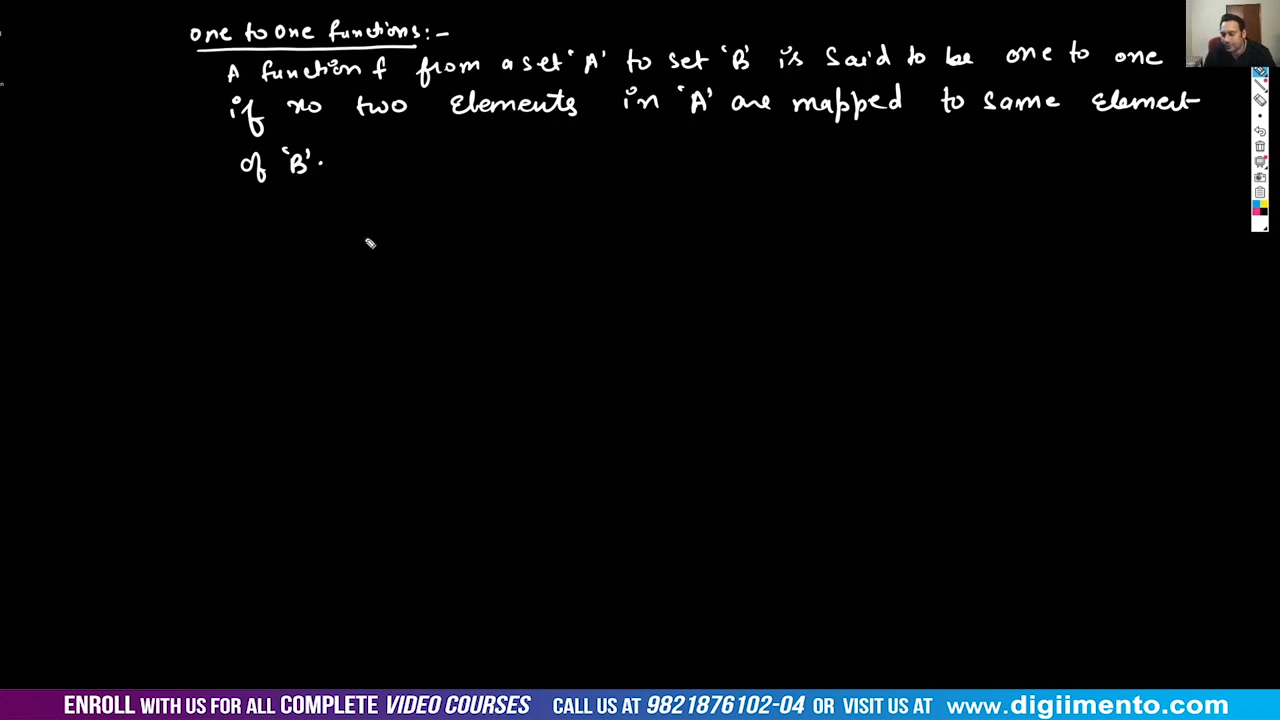 one to one functions:-
A function f from a set 'A' to set 'B' is said to be one to one
if no two elements in 'A' are mapped to same element
of 'B'.
ENROLL WITH US FOR ALL COMPLETE VIDEO COURSES CALL US AT 9821876102-04 OR VISIT US AT www.digiimento.com